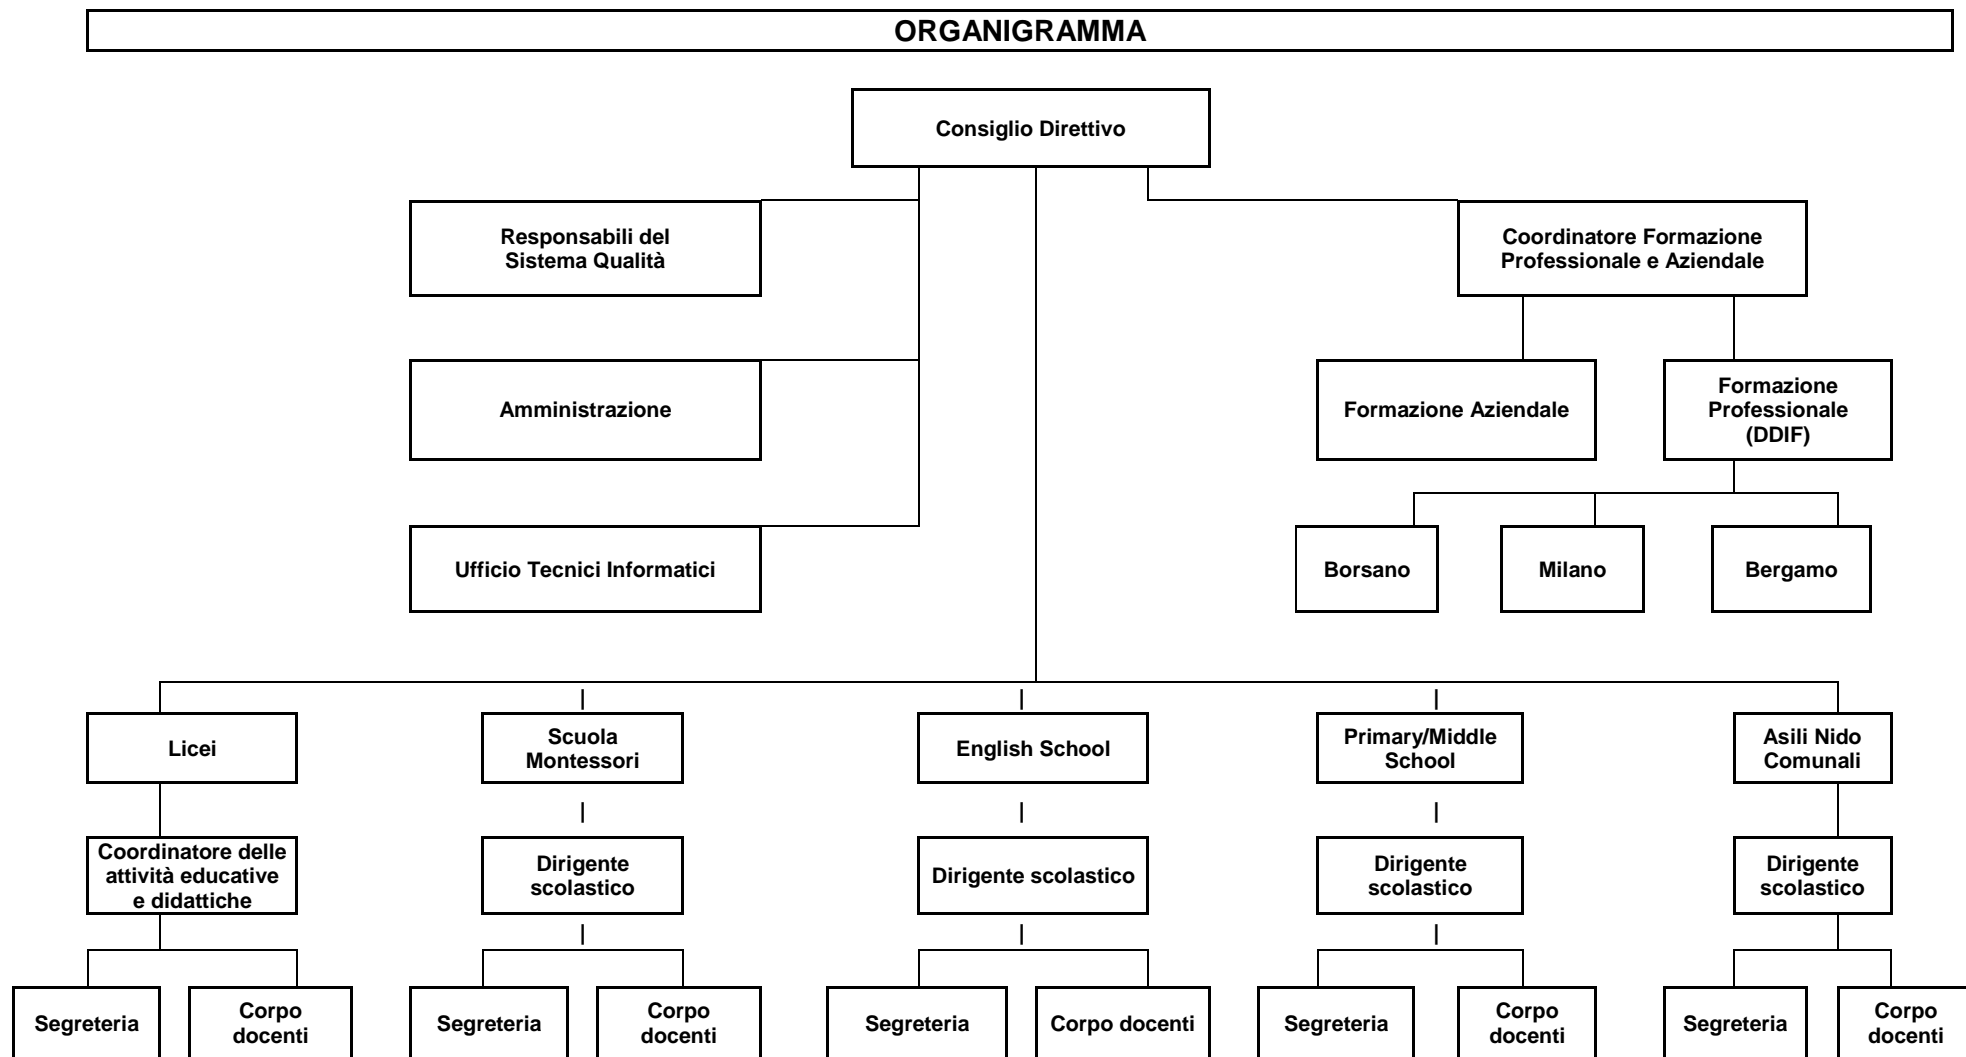 ORGANIGRAMMA
Consiglio Direttivo
Responsabili del
Sistema Qualità
Coordinatore Formazione
Professionale e Aziendale
Amministrazione
Formazione Aziendale
Formazione
Professionale
(DDIF)
Ufficio Tecnici Informatici
Borsano
Milano
Bergamo
Licei
Scuola
Montessori
English School
Primary/Middle
School
Asili Nido
Comunali
Coordinatore delle
attività educative
e didattiche
Dirigente
scolastico
Dirigente scolastico
Dirigente
scolastico
Dirigente
scolastico
Segreteria
Corpo
docenti
Segreteria
Corpo
docenti
Segreteria
Corpo docenti
Segreteria
Corpo
docenti
Segreteria
Corpo
docenti